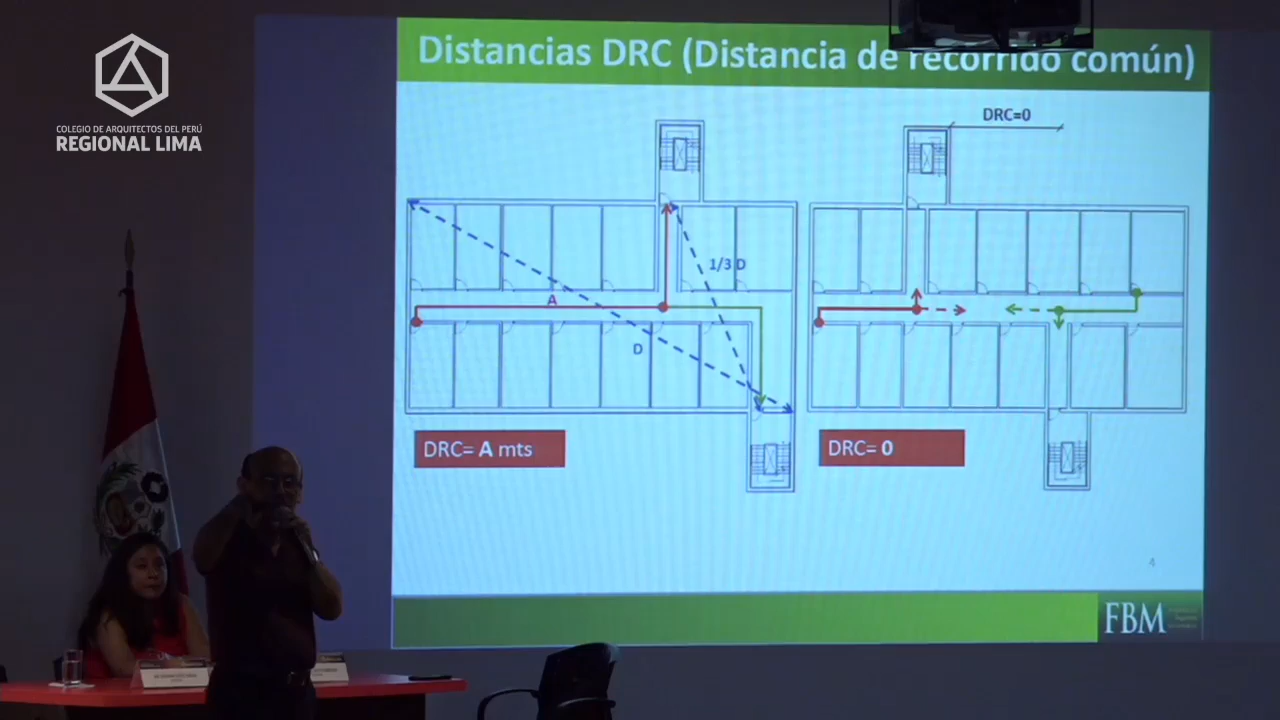 COLEGIO DE ARQUITECTOS DEL PERÚ
REGIONAL LIMA
Distancias DRC (Distancia de recorrido común)
DRC=0
1/3 D
A
D
DRC= A mts
DRC= 0
4
FBM